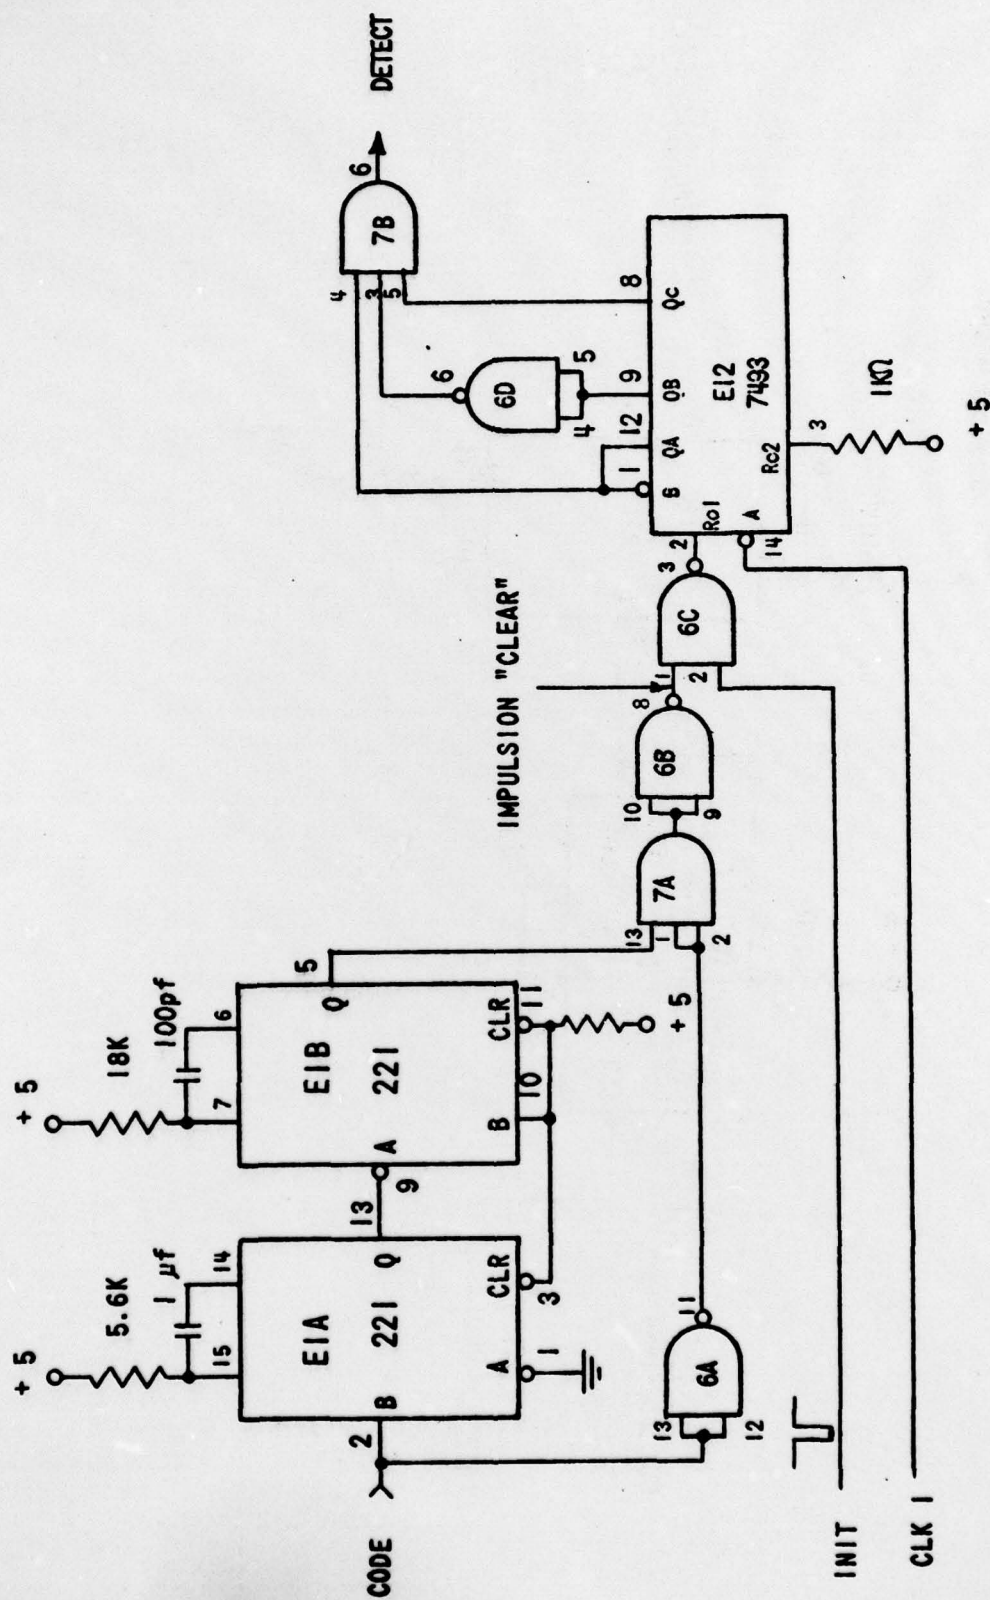 + 5
5.6K
1 µf
15
14
E1A
221
B
2
Q
13
A
1
CLR
3
CODE
+ 5
18K
100pf
7
6
E1B
221
A
9
Q
5
B
10
CLR
11
+ 5
13
12
6A
11
13
1
2
7A
10
9
6B
8
IMPULSION "CLEAR"
1
2
6C
3
INIT
CLK 1
2
Ro1
A
14
B
1
QA
12
QB
9
Qc
8
E12
7493
Rc2
3
1KΩ
+ 5
4
5
6D
6
4
3
5
7B
6
DETECT